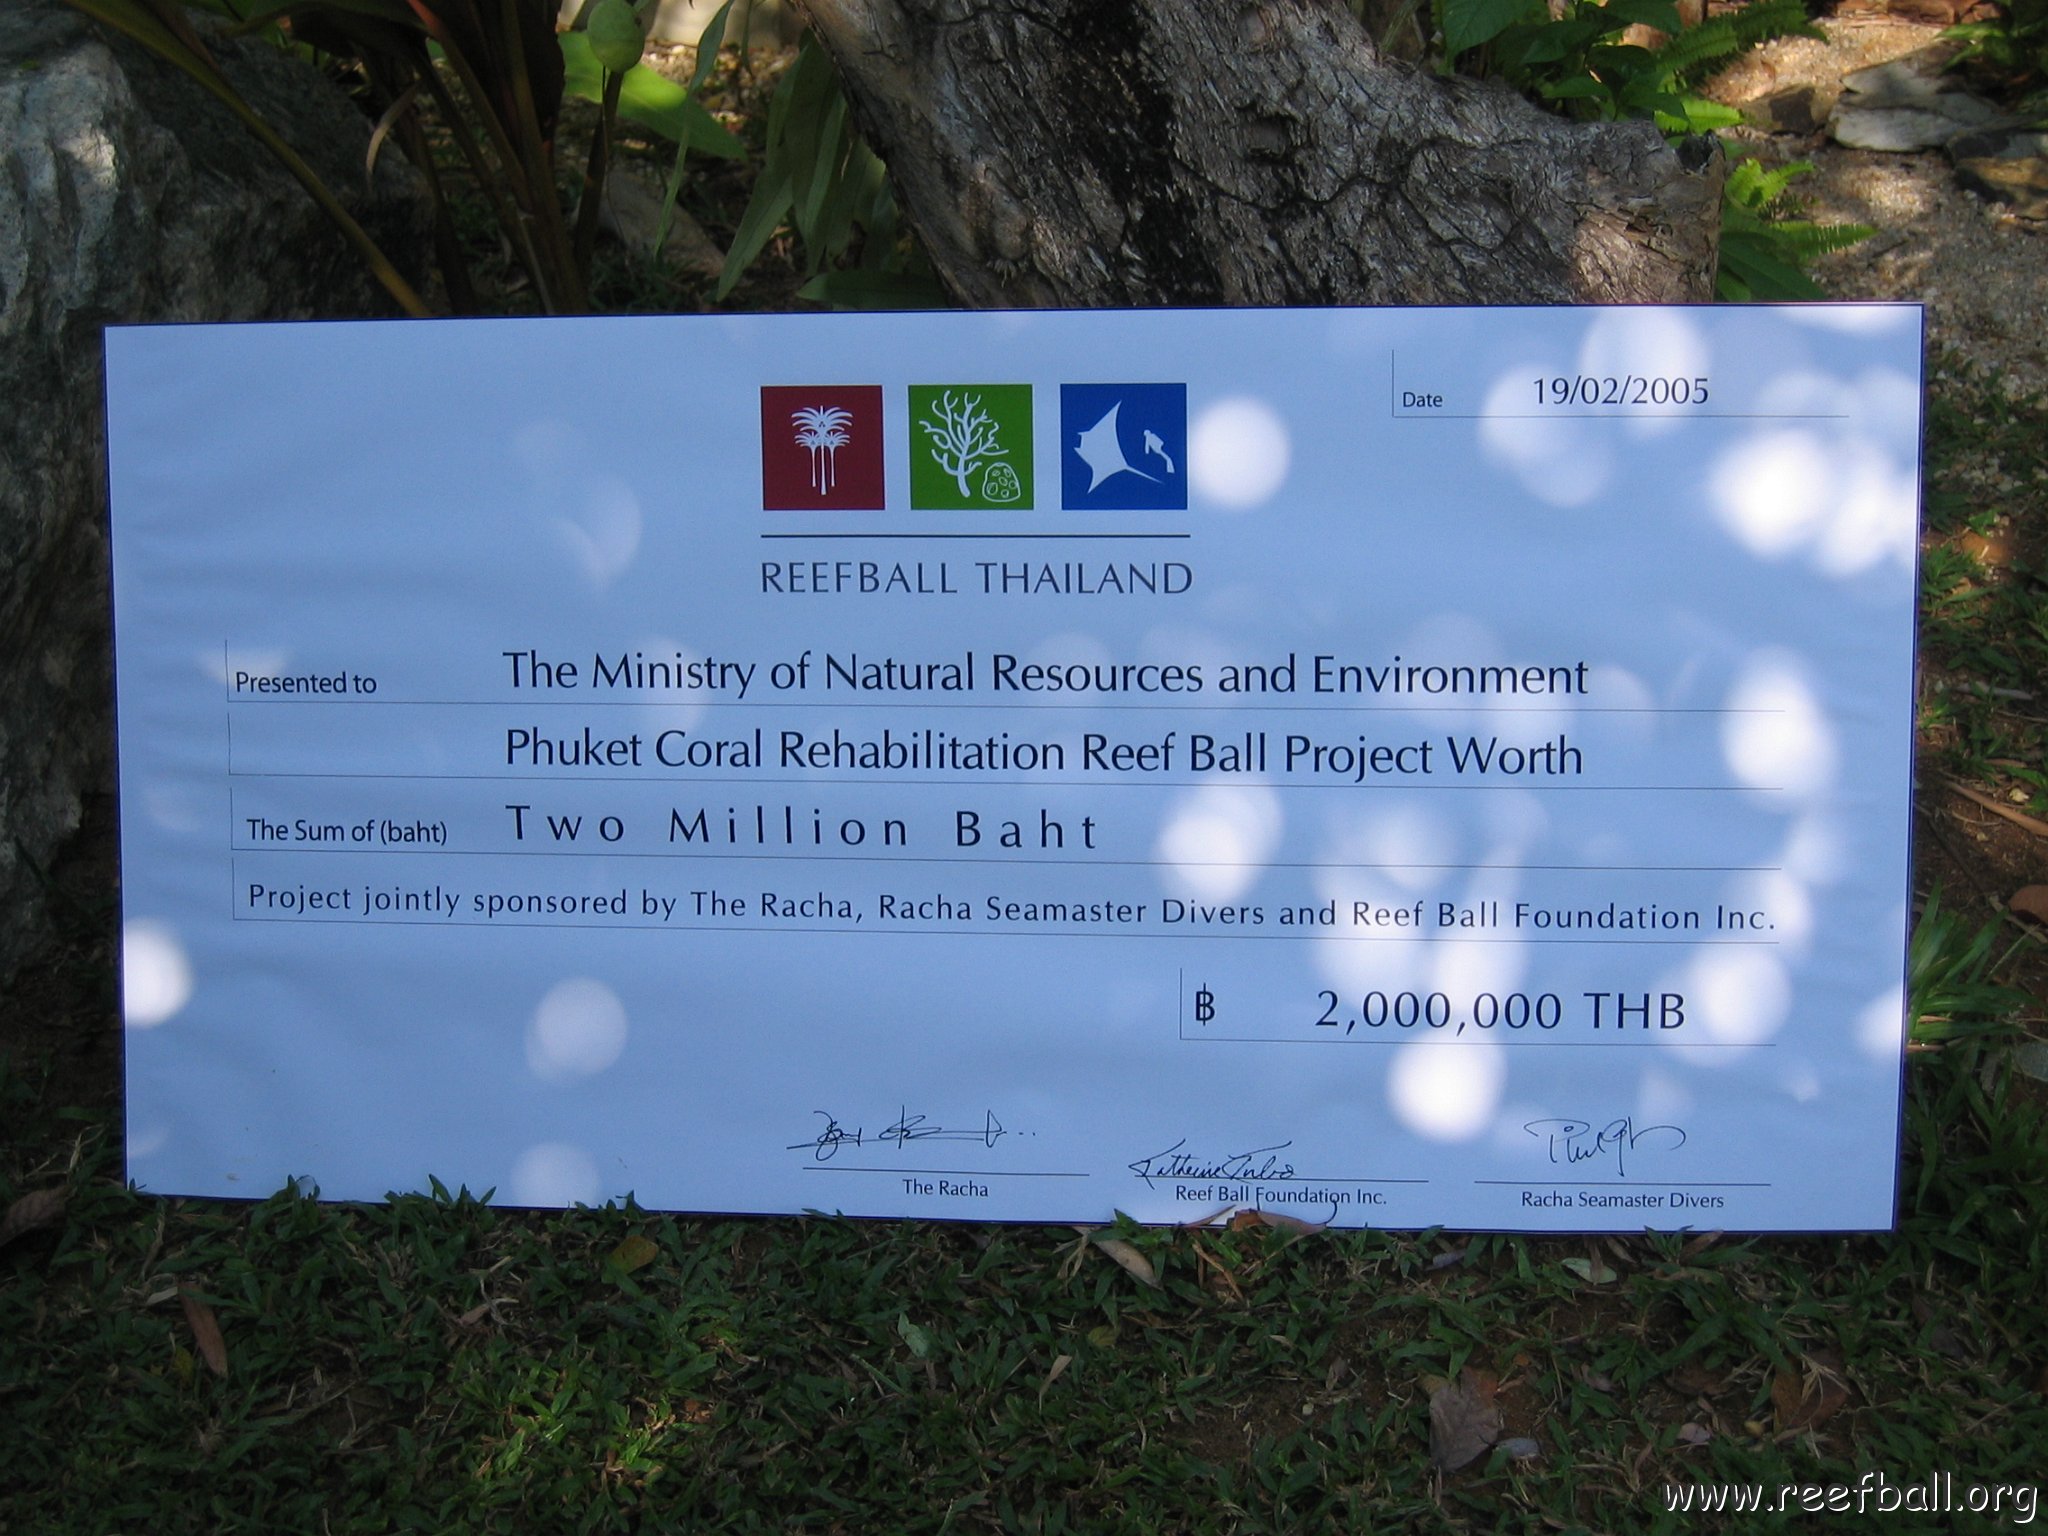 Date 19/02/2005
REEFBALL THAILAND
Presented to The Ministry of Natural Resources and Environment
Phuket Coral Rehabilitation Reef Ball Project Worth
The Sum of (baht) Two Million Baht
Project jointly sponsored by The Racha, Racha Seamaster Divers and Reef Ball Foundation Inc.
฿ 2,000,000 THB
Katherine
The Racha
Reef Ball Foundation Inc.
Racha Seamaster Divers
www.reefball.org